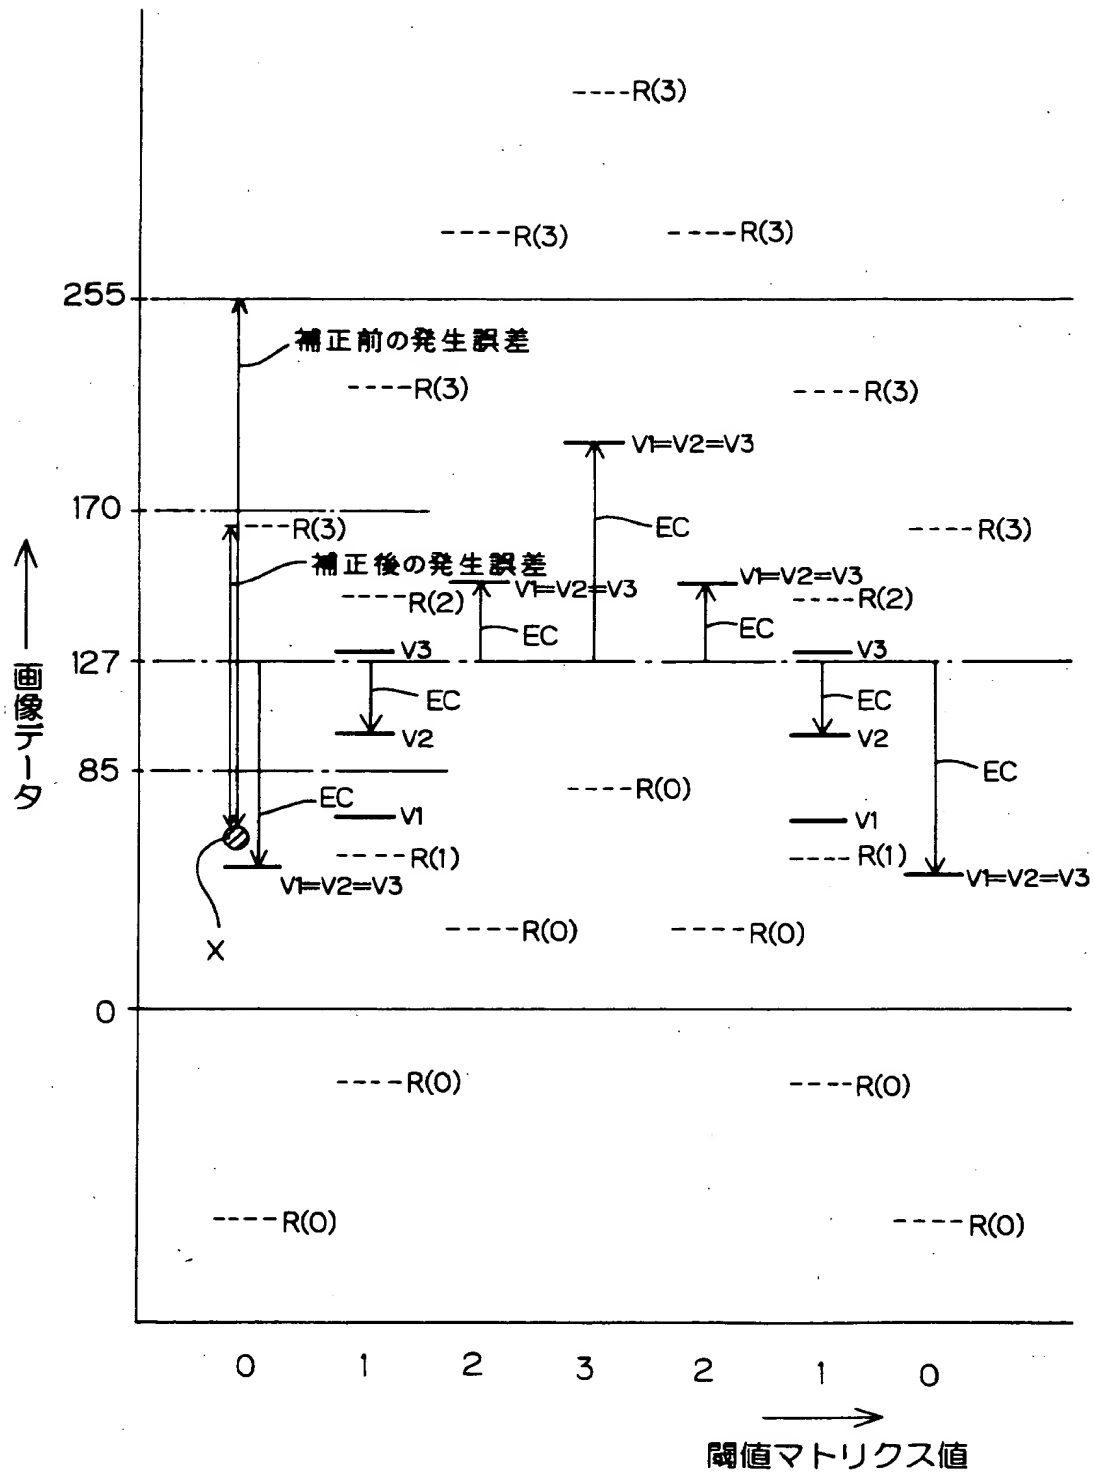 R(3)
R(3)
R(3)
255
補正前の発生誤差
R(3)
R(3)
V1=V2=V3
170
R(3)
EC
R(3)
補正後の発生誤差
V1=V2=V3
V1=V2=V3
R(2)
R(2)
EC
EC
V3
V3
127
EC
EC
V2
V2
85
EC
R(0)
EC
V1
V1
R(1)
R(1)
V1=V2=V3
V1=V2=V3
X
R(0)
R(0)
0
R(0)
R(0)
R(0)
R(0)
画像データ
0 1 2 3 2 1 0
閾値マトリクス値